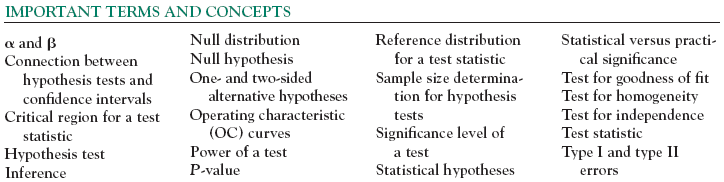 IMPORTANT TERMS AND CONCEPTS
α and β
Connection between
hypothesis tests and
confidence intervals
Critical region for a test
statistic
Hypothesis test
Inference
Null distribution
Null hypothesis
One- and two-sided
alternative hypotheses
Operating characteristic
(OC) curves
Power of a test
P-value
Reference distribution
for a test statistic
Sample size determina-
tion for hypothesis
tests
Significance level of
a test
Statistical hypotheses
Statistical versus practi-
cal significance
Test for goodness of fit
Test for homogeneity
Test for independence
Test statistic
Type I and type II
errors